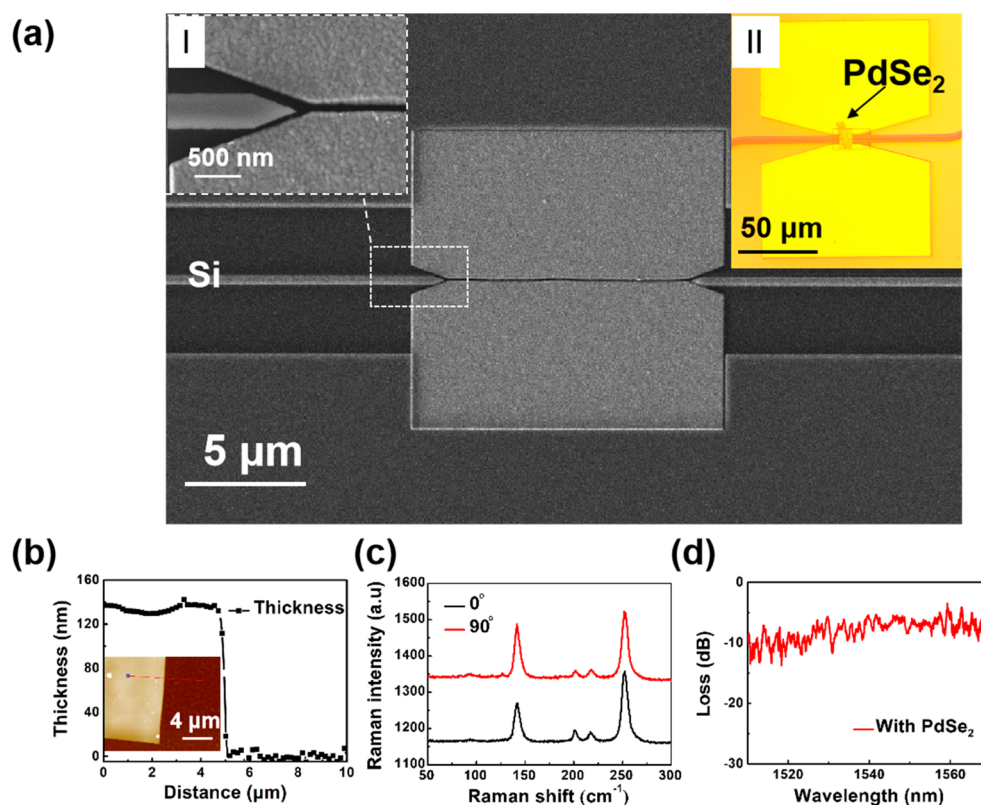 (a)
I
500 nm
Si
5 μm
II
PdSe₂
50 μm
(b)
Thickness (nm)
160
120
80
40
0
Thickness
4 μm
0 2 4 6 8 10
Distance (μm)
(c)
Raman intensity (a.u)
1600
1500
1400
1300
1200
1100
0°
90°
50 100 150 200 250 300
Raman shift (cm⁻¹)
(d)
Loss (dB)
0
-10
-20
-30
With PdSe₂
1520 1540 1560
Wavelength (nm)